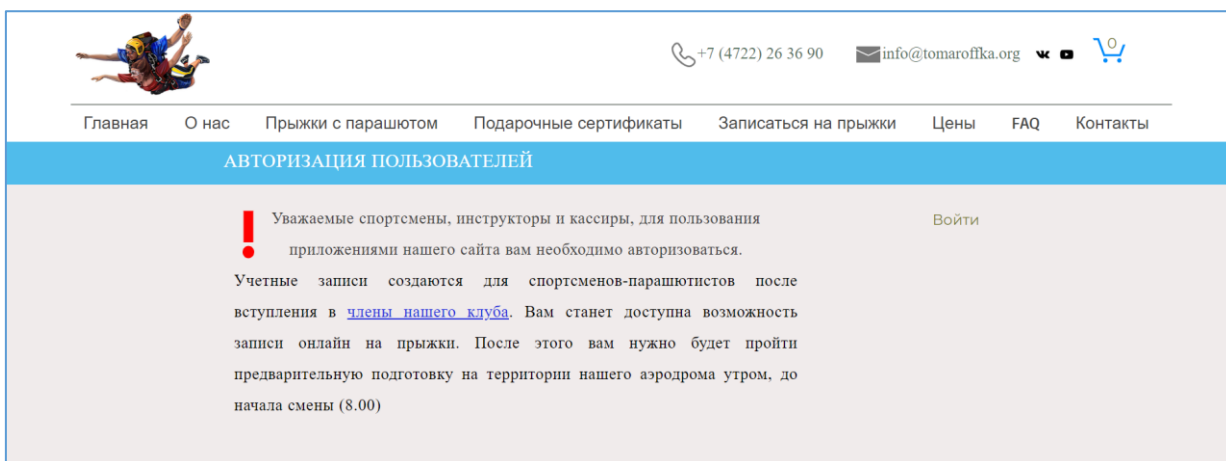 +7 (4722) 26 36 90 info@tomaroffka.org 0
Главная О нас Прыжки с парашютом Подарочные сертификаты Записаться на прыжки Цены FAQ Контакты
АВТОРИЗАЦИЯ ПОЛЬЗОВАТЕЛЕЙ
! Уважаемые спортсмены, инструкторы и кассиры, для пользования
приложениями нашего сайта вам необходимо авторизоваться.
Учетные записи создаются для спортсменов-парашютистов после
вступления в члены нашего клуба. Вам станет доступна возможность
записи онлайн на прыжки. После этого вам нужно будет пройти
предварительную подготовку на территории нашего аэродрома утром, до
начала смены (8.00)
Войти